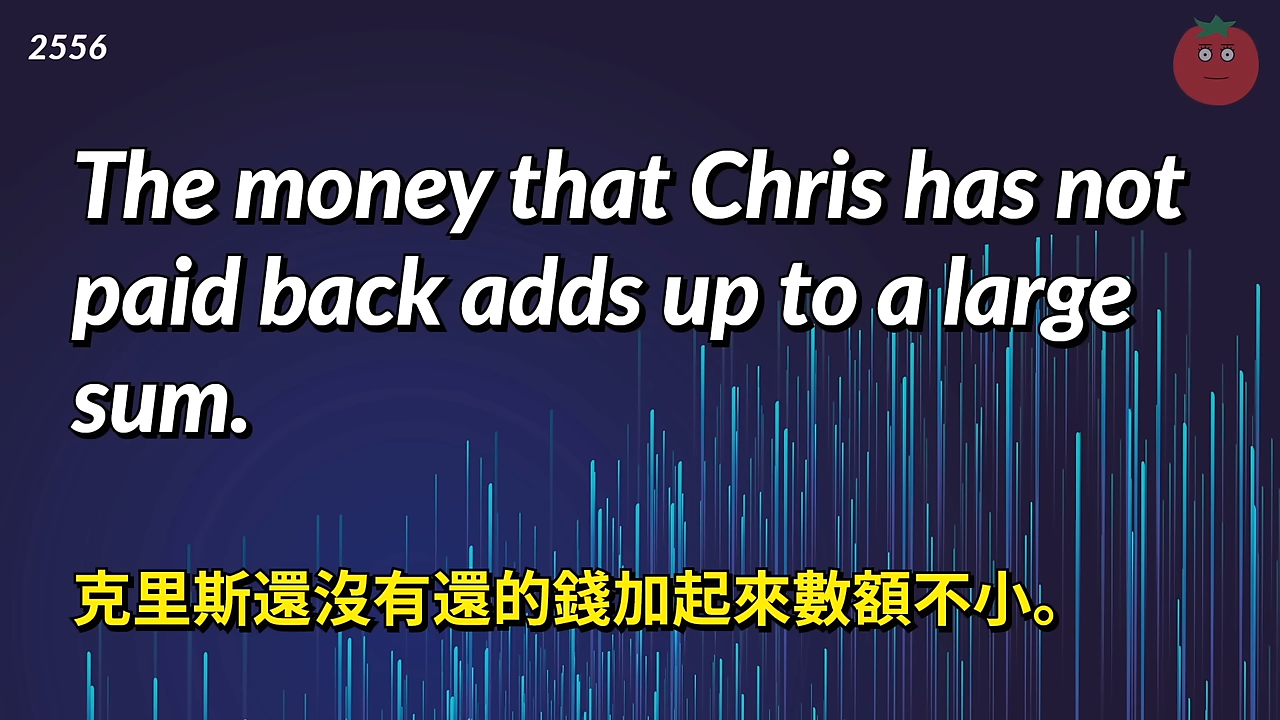 2556
The money that Chris has not
paid back adds up to a large
sum.
克里斯還沒有還的錢加起來數額不小。